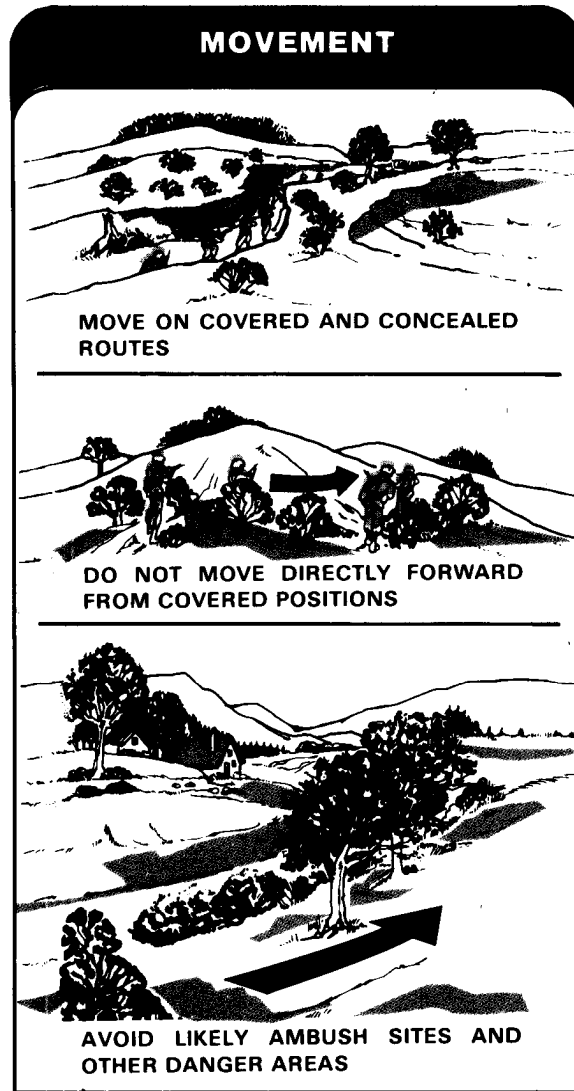 MOVEMENT
MOVE ON COVERED AND CONCEALED
ROUTES
DO NOT MOVE DIRECTLY FORWARD
FROM COVERED POSITIONS
AVOID LIKELY AMBUSH SITES AND
OTHER DANGER AREAS